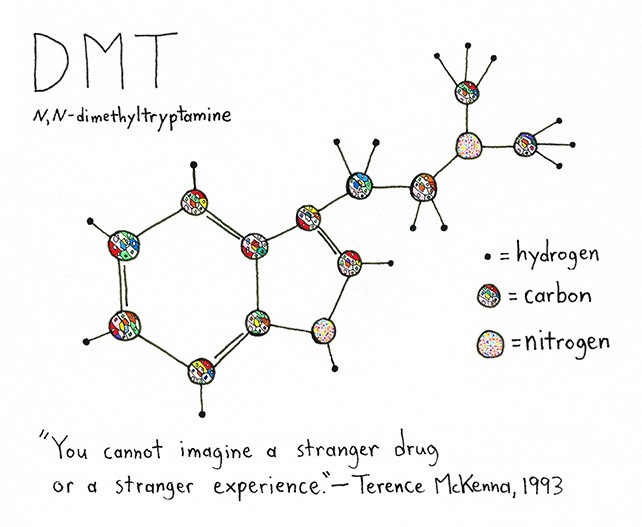 DMT
N,N-dimethyltryptamine
= hydrogen
= carbon
= nitrogen
"You cannot imagine a stranger drug
or a stranger experience." — Terence McKenna, 1993